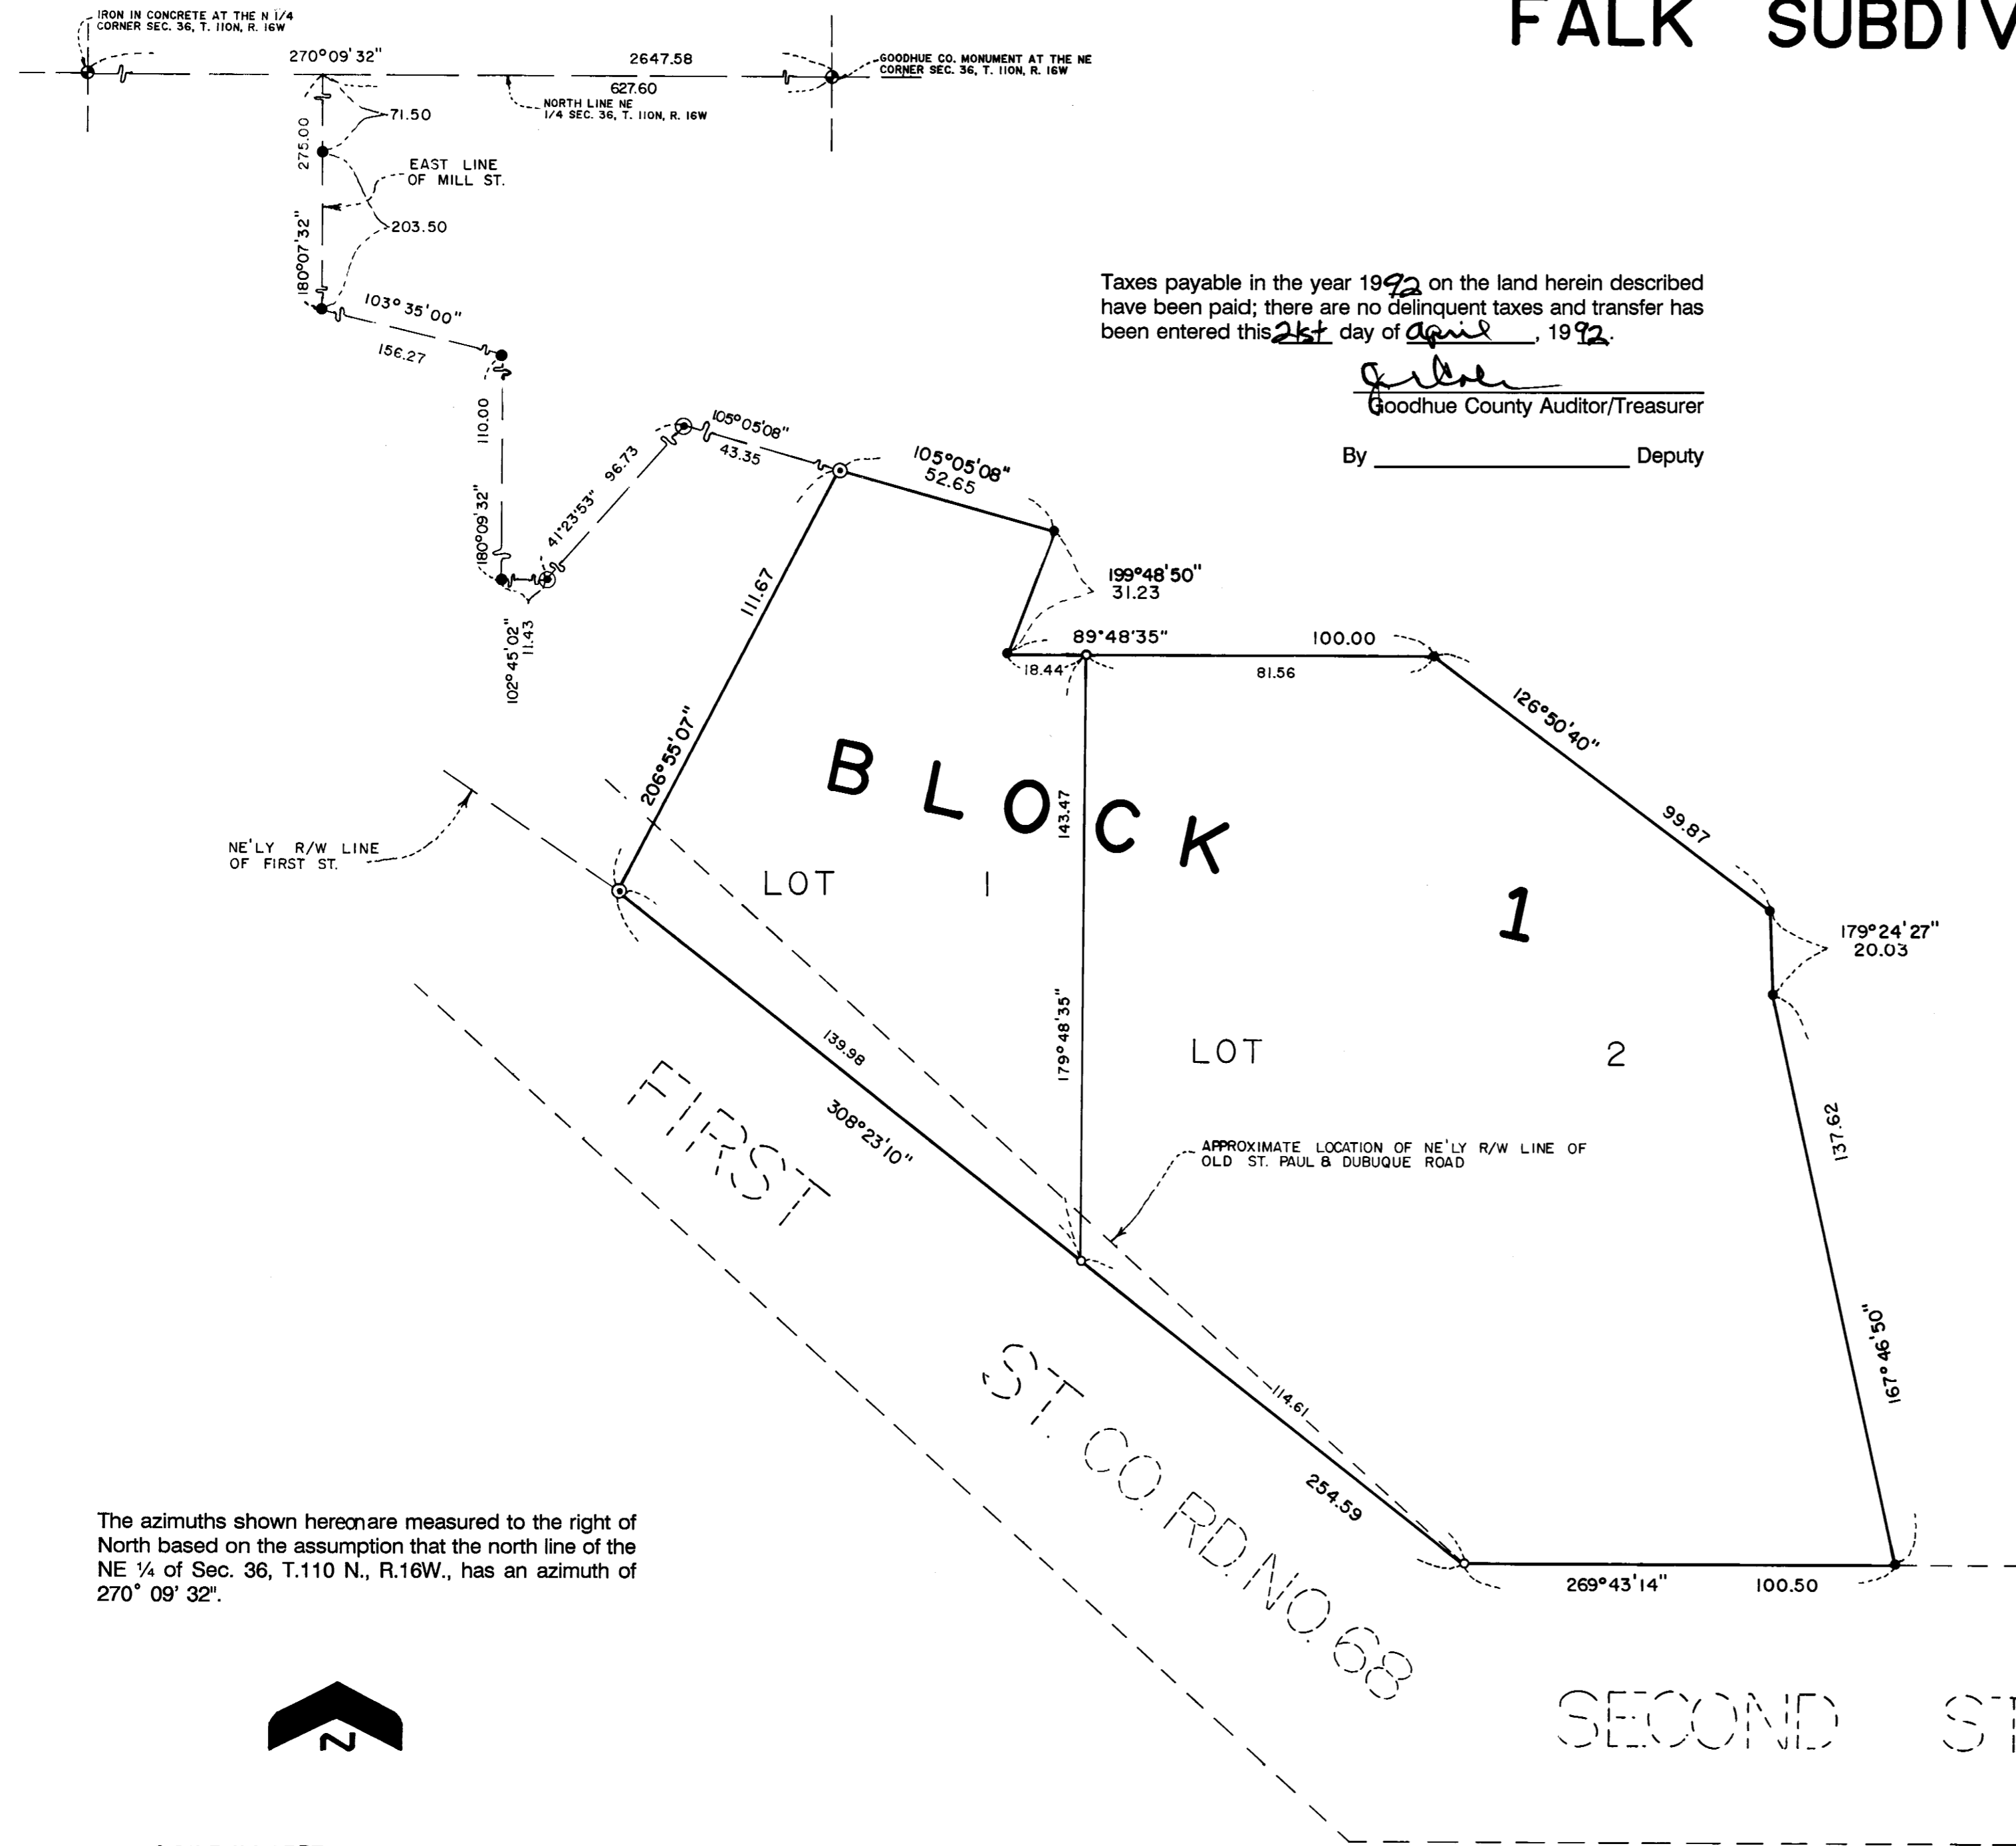 FALK SUBDIV
IRON IN CONCRETE AT THE N 1/4
CORNER SEC. 36, T. 110N, R. 16W
270°09'32"
2647.58
627.60
GOODHUE CO. MONUMENT AT THE NE
CORNER SEC. 36, T. 110N, R. 16W
NORTH LINE NE
1/4 SEC. 36, T. 110N, R. 16W
71.50
275.00
EAST LINE
OF MILL ST.
203.50
180°07'32"
103°35'00"
156.27
110.00
180°09'32"
102°45'02"
11.43
41°23'53" 96.73
105°05'08"
43.35
105°05'08"
52.65
Taxes payable in the year 1992 on the land herein described
have been paid; there are no delinquent taxes and transfer has
been entered this 21st day of april, 1992.
Goodhue County Auditor/Treasurer
By Deputy
199°48'50"
31.23
89°48'35" 100.00
18.44
81.56
111.67
206°55'07"
126°50'40"
99.87
BLOCK 1
143.47
179°48'35"
LOT 1
NE'LY R/W LINE
OF FIRST ST.
179°24'27"
20.03
LOT 2
139.98
308°23'10"
137.62
167°46'50"
APPROXIMATE LOCATION OF NE'LY R/W LINE OF
OLD ST. PAUL & DUBUQUE ROAD
114.61
254.59
FIRST ST. CO. RD. NO. 68
269°43'14" 100.50
SECOND ST
The azimuths shown hereon are measured to the right of
North based on the assumption that the north line of the
NE ¼ of Sec. 36, T.110 N., R.16W., has an azimuth of
270° 09' 32".
N